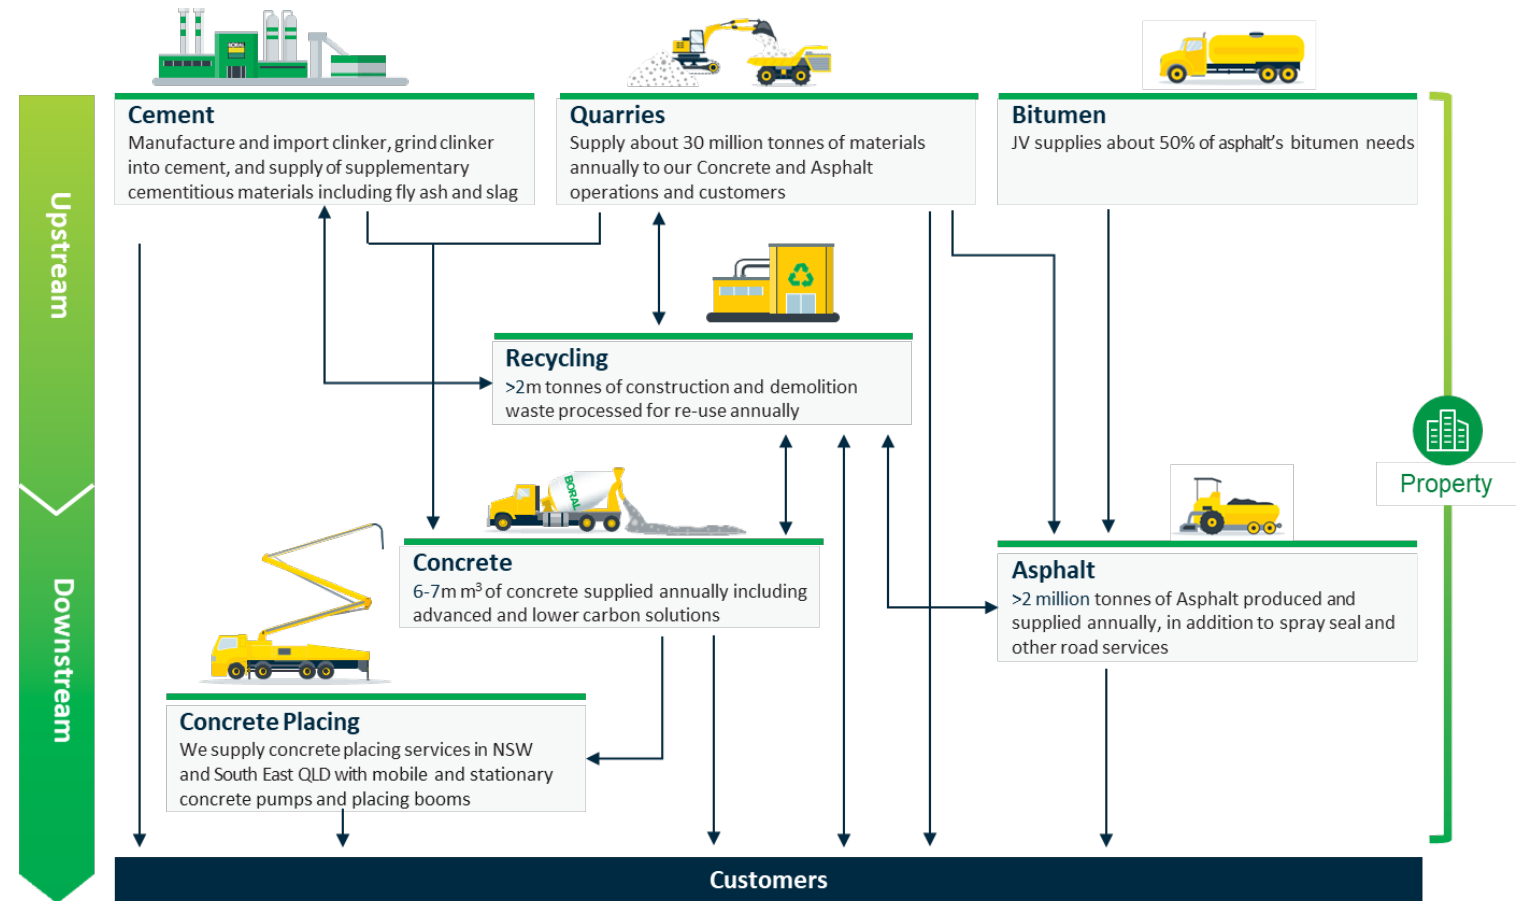 BORAL
Cement
Manufacture and import clinker, grind clinker
into cement, and supply of supplementary
cementitious materials including fly ash and slag
Quarries
Supply about 30 million tonnes of materials
annually to our Concrete and Asphalt
operations and customers
Bitumen
JV supplies about 50% of asphalt's bitumen needs
Upstream
Recycling
>2m tonnes of construction and demolition
waste processed for re-use annually
Property
BORAL
Concrete
6-7m m³ of concrete supplied annually including
advanced and lower carbon solutions
Asphalt
>2 million tonnes of Asphalt produced and
supplied annually, in addition to spray seal and
other road services
Downstream
Concrete Placing
We supply concrete placing services in NSW
and South East QLD with mobile and stationary
concrete pumps and placing booms
Customers